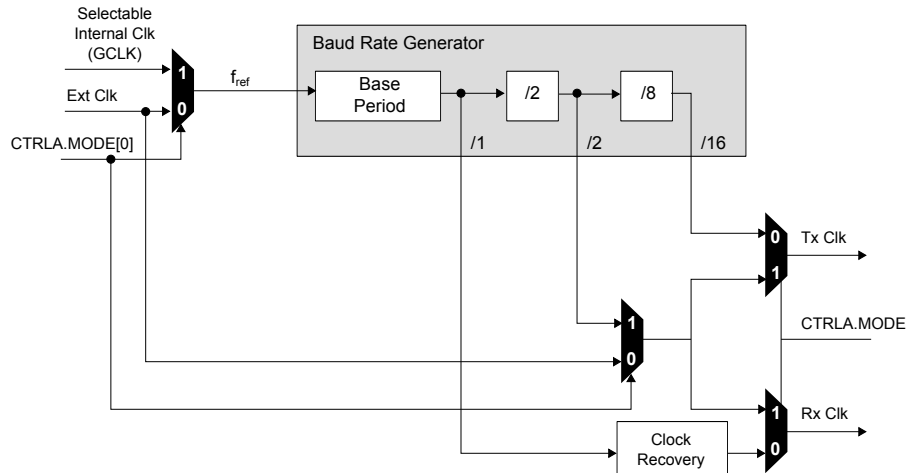 Selectable
Internal Clk
(GCLK)
Ext Clk
CTRLA.MODE[0]
1
0
fref
Baud Rate Generator
Base
Period
/2
/8
/1
/2
/16
0
1
Tx Clk
1
0
CTRLA.MODE
1
0
Rx Clk
Clock
Recovery